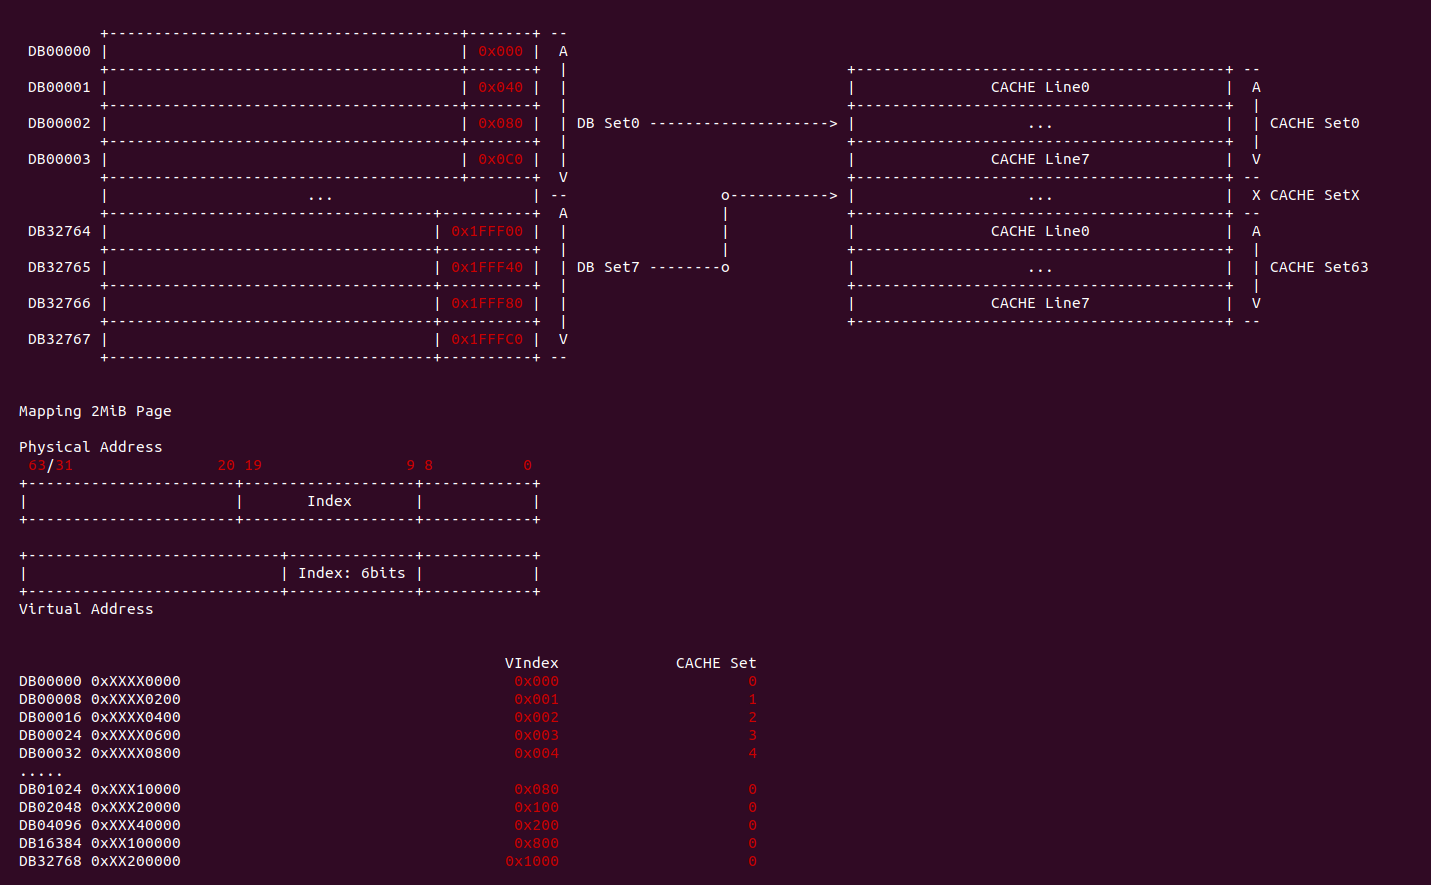 +---------------------------------------+-------+ --
DB00000 |                                       | 0x000 |  A
        +---------------------------------------+-------+  |                               +-----------------------------------------+ --
DB00001 |                                       | 0x040 |  |                               |               CACHE Line0               |  A
        +---------------------------------------+-------+  |                               +-----------------------------------------+  |
DB00002 |                                       | 0x080 |  | DB Set0 --------------------> |                   ...                   |  | CACHE Set0
        +---------------------------------------+-------+  |                               +-----------------------------------------+  |
DB00003 |                                       | 0x0C0 |  |                               |               CACHE Line7               |  V
        +---------------------------------------+-------+  V                               +-----------------------------------------+ --
        |                      ...                      | --                 o-----------> |                   ...                   |  X CACHE SetX
        +------------------------------------+----------+  A                 |             +-----------------------------------------+ --
DB32764 |                                    | 0x1FFF00 |  |                 |             |               CACHE Line0               |  A
        +------------------------------------+----------+  |                 |             +-----------------------------------------+  |
DB32765 |                                    | 0x1FFF40 |  | DB Set7 --------o             |                   ...                   |  | CACHE Set63
        +------------------------------------+----------+  |                               +-----------------------------------------+  |
DB32766 |                                    | 0x1FFF80 |  |                               |               CACHE Line7               |  V
        +------------------------------------+----------+  |                               +-----------------------------------------+ --
DB32767 |                                    | 0x1FFFC0 |  V
        +------------------------------------+----------+ --
Mapping 2MiB Page
Physical Address
 63/31                20 19                9 8          0
+-----------------------+-------------------+------------+
|                       |       Index       |            |
+-----------------------+-------------------+------------+
+----------------------------+--------------+------------+
|                            | Index: 6bits |            |
+----------------------------+--------------+------------+
Virtual Address
                                                      VIndex             CACHE Set
DB00000 0xXXXX0000                                     0x000                     0
DB00008 0xXXXX0200                                     0x001                     1
DB00016 0xXXXX0400                                     0x002                     2
DB00024 0xXXXX0600                                     0x003                     3
DB00032 0xXXXX0800                                     0x004                     4
.....
DB01024 0xXXX10000                                     0x080                     0
DB02048 0xXXX20000                                     0x100                     0
DB04096 0xXXX40000                                     0x200                     0
DB16384 0xXX100000                                     0x800                     0
DB32768 0xXX200000                                    0x1000                     0